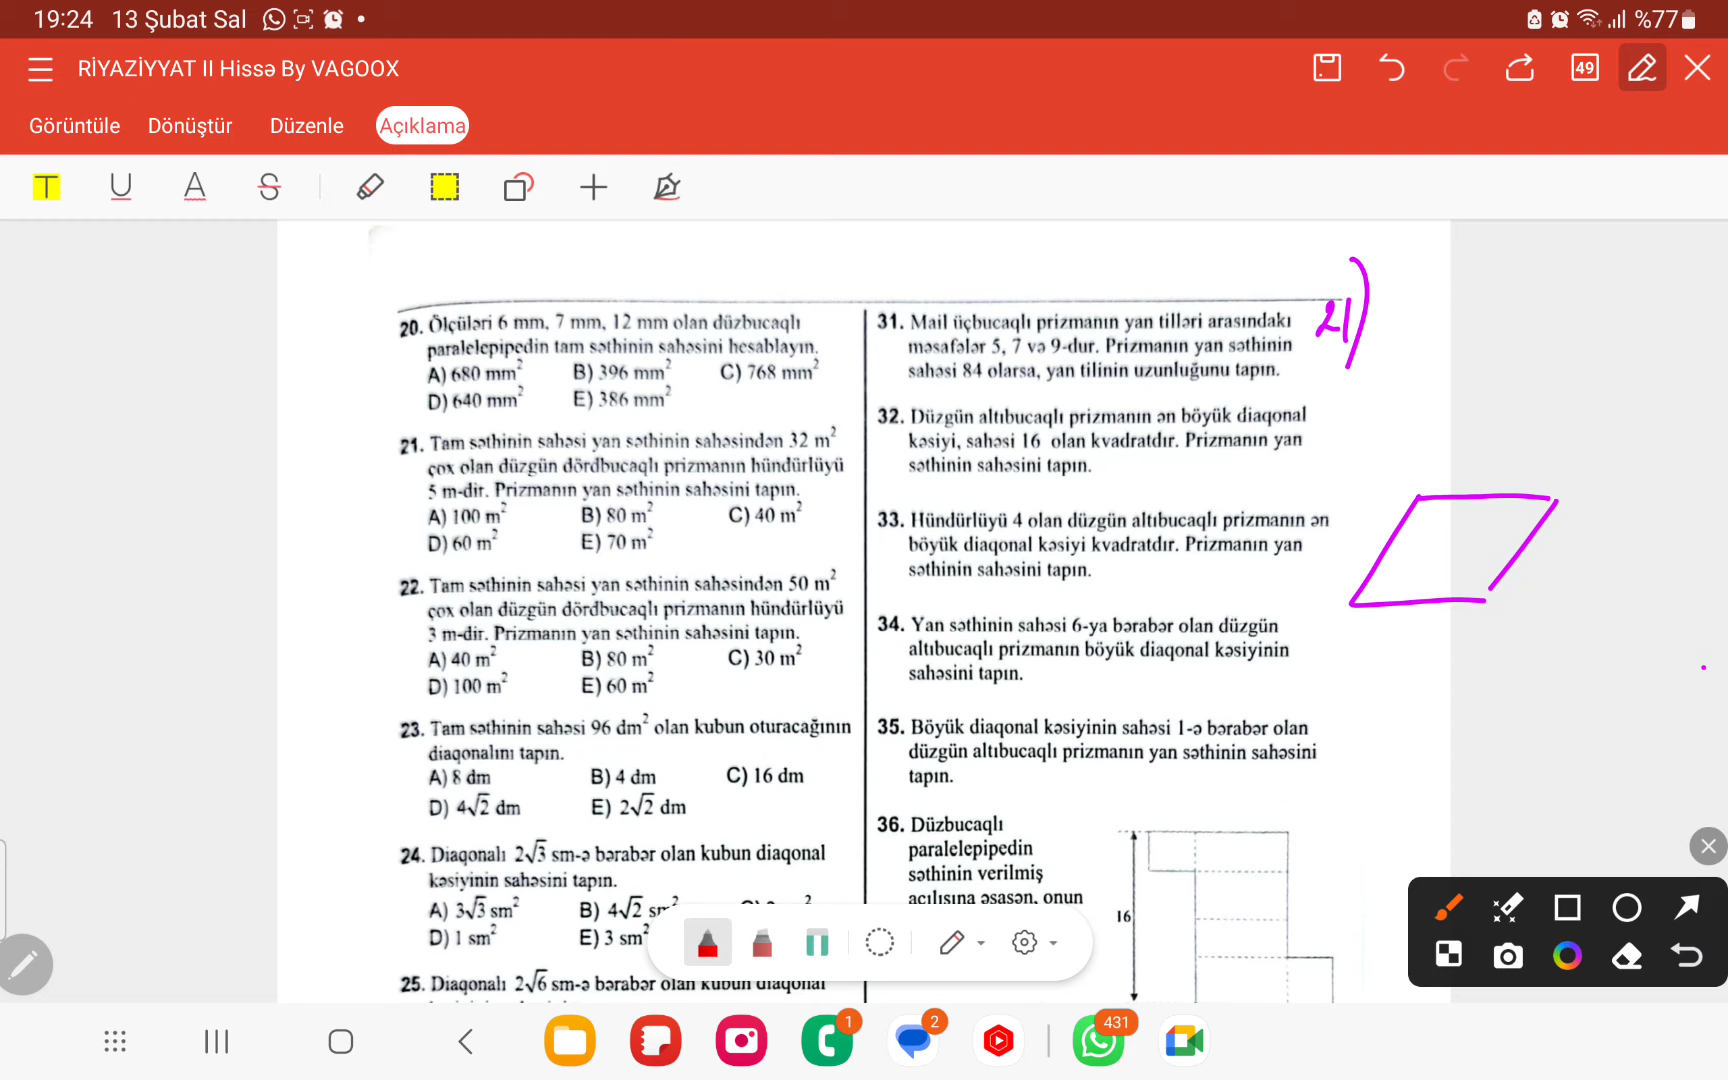 19:24 13 Şubat Sal
%77
RİYAZİYYAT II Hissə By VAGOOX
49
Görüntüle Dönüştür Düzenle Açıklama
20. Ölçüləri 6 mm, 7 mm, 12 mm olan düzbucaqlı
paralelepipedin tam səthinin sahəsini hesablayın.
A) 680 mm² B) 396 mm² C) 768 mm²
D) 640 mm² E) 386 mm²
21. Tam səthinin sahəsi yan səthinin sahəsindən 32 m²
çox olan düzgün dördbucaqlı prizmanın hündürlüyü
5 m-dir. Prizmanın yan səthinin sahəsini tapın.
A) 100 m² B) 80 m² C) 40 m²
D) 60 m² E) 70 m²
22. Tam səthinin sahəsi yan səthinin sahəsindən 50 m²
çox olan düzgün dördbucaqlı prizmanın hündürlüyü
3 m-dir. Prizmanın yan səthinin sahəsini tapın.
A) 40 m² B) 80 m² C) 30 m²
D) 100 m² E) 60 m²
23. Tam səthinin sahəsi 96 dm² olan kubun oturacağının
diaqonalını tapın.
A) 8 dm B) 4 dm C) 16 dm
D) 4√2 dm E) 2√2 dm
24. Diaqonalı 2√3 sm-ə bərabər olan kubun diaqonal
kəsiyinin sahəsini tapın.
A) 3√3 sm² B) 4√2 sm²
D) 1 sm² E) 3 sm²
25. Diaqonalı 2√6 sm-ə bərabər olan kubun diaqonal
31. Mail üçbucaqlı prizmanın yan tilləri arasındakı
məsafələr 5, 7 və 9-dur. Prizmanın yan səthinin
sahəsi 84 olarsa, yan tilinin uzunluğunu tapın.
21)
32. Düzgün altıbucaqlı prizmanın ən böyük diaqonal
kəsiyi, sahəsi 16 olan kvadratdır. Prizmanın yan
səthinin sahəsini tapın.
33. Hündürlüyü 4 olan düzgün altıbucaqlı prizmanın ən
böyük diaqonal kəsiyi kvadratdır. Prizmanın yan
səthinin sahəsini tapın.
34. Yan səthinin sahəsi 6-ya bərabər olan düzgün
altıbucaqlı prizmanın böyük diaqonal kəsiyinin
sahəsini tapın.
35. Böyük diaqonal kəsiyinin sahəsi 1-ə bərabər olan
düzgün altıbucaqlı prizmanın yan səthinin sahəsini
tapın.
36. Düzbucaqlı
paralelepipedin
səthinin verilmiş
açılışına əsasən, onun
16
1
2
431